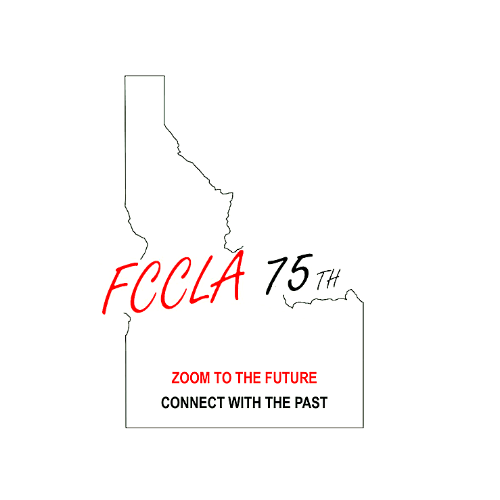 FCCLA 75TH
ZOOM TO THE FUTURE
CONNECT WITH THE PAST